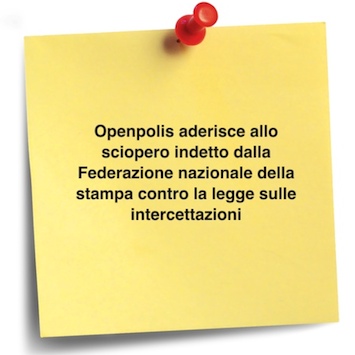 Openpolis aderisce allo
sciopero indetto dalla
Federazione nazionale della
stampa contro la legge sulle
intercettazioni